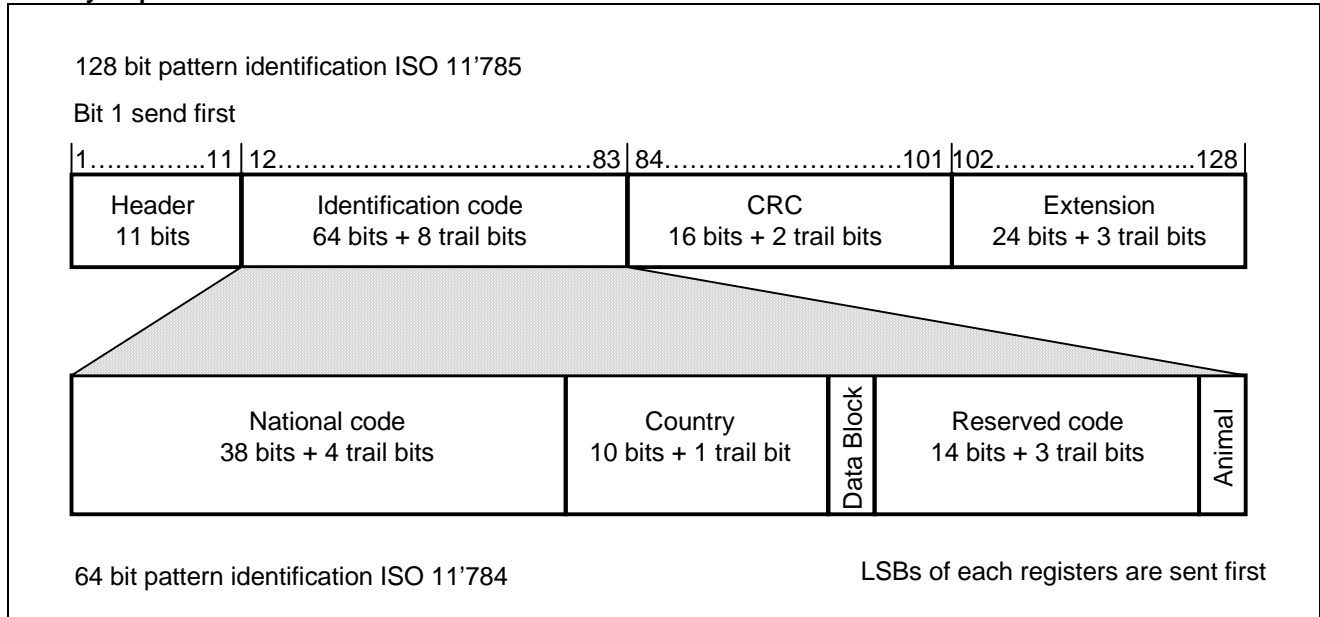 128 bit pattern identification ISO 11'785
Bit 1 send first
1…………..11 12…………….…………………83 84……………………….101 102…………………...128
Header
11 bits
Identification code
64 bits + 8 trail bits
CRC
16 bits + 2 trail bits
Extension
24 bits + 3 trail bits
National code
38 bits + 4 trail bits
Country
10 bits + 1 trail bit
Data Block
Reserved code
14 bits + 3 trail bits
Animal
64 bit pattern identification ISO 11'784
LSBs of each registers are sent first